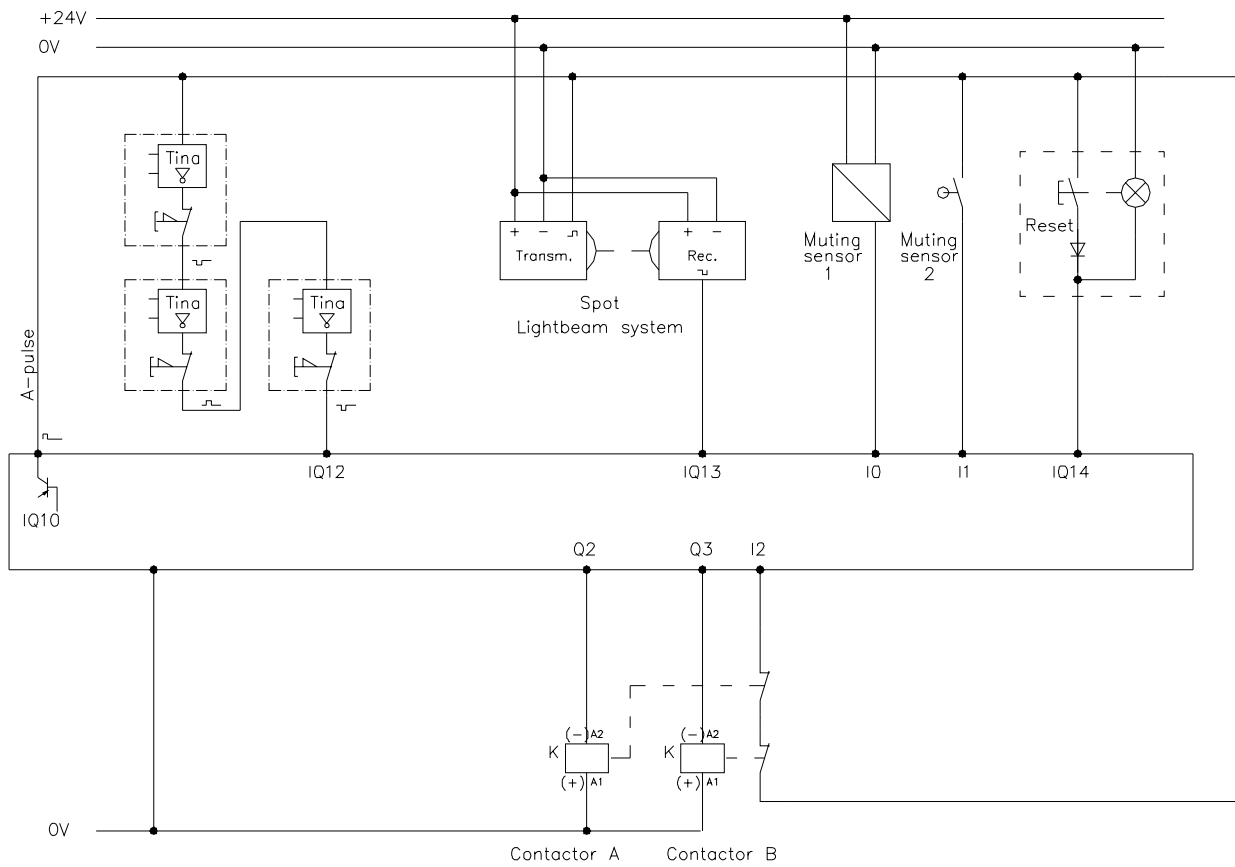 +24V
0V
Tina
Tina
Tina
A-pulse
+ −
Transm.
+ −
Rec.
Spot
Lightbeam system
Muting
sensor
1
Muting
sensor
2
Reset
IQ10
IQ12
IQ13
I0
I1
IQ14
Q2
Q3
I2
(−) A2
K
(+) A1
(−) A2
K
(+) A1
0V
Contactor A
Contactor B